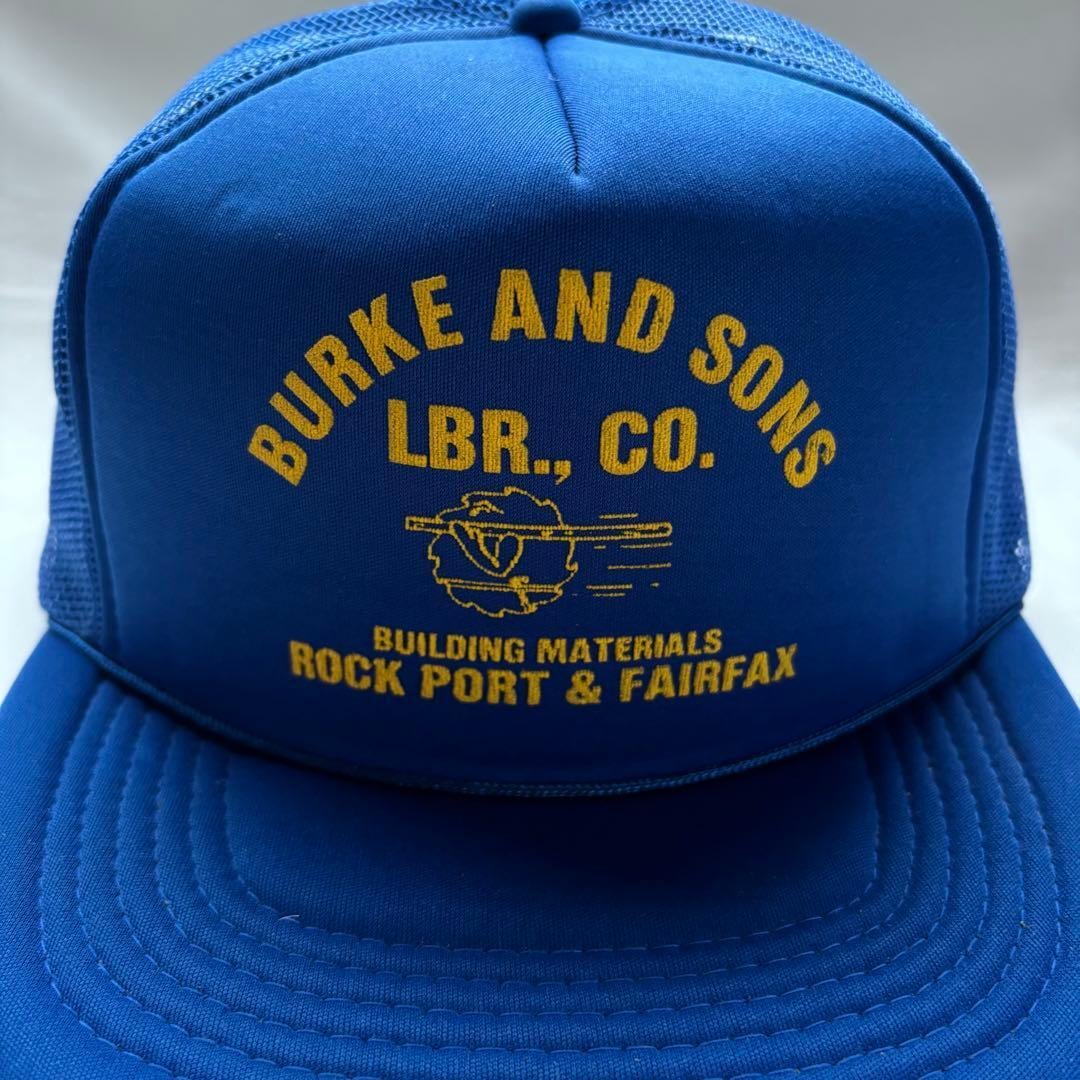 BURKE AND SONS
LBR., CO.
BUILDING MATERIALS
ROCK PORT & FAIRFAX